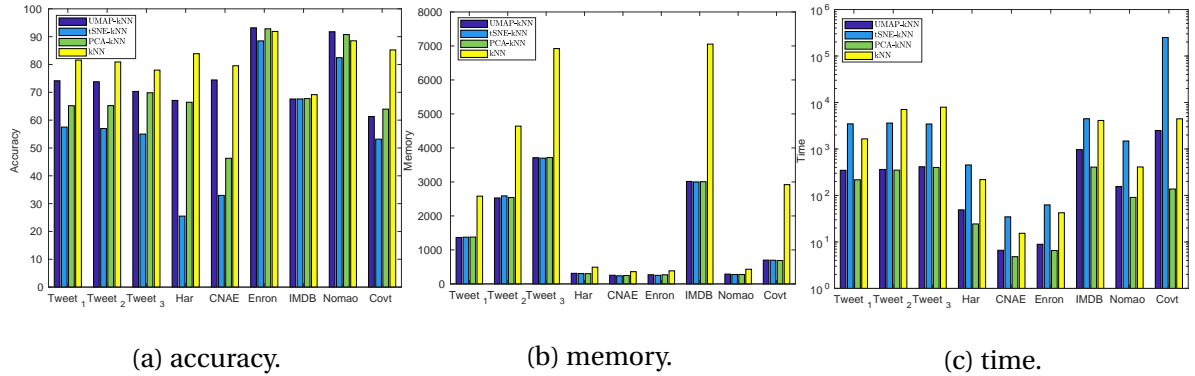 100
90
80
70
60
50
40
30
20
10
0
Accuracy
UMAP-kNN
tSNE-kNN
PCA-kNN
kNN
Tweet 1 Tweet 2 Tweet 3 Har CNAE Enron IMDB Nomao Covt
(a) accuracy.
8000
7000
6000
5000
4000
3000
2000
1000
0
Memory
UMAP-kNN
tSNE-kNN
PCA-kNN
kNN
Tweet 1 Tweet 2 Tweet 3 Har CNAE Enron IMDB Nomao Covt
(b) memory.
10^6
10^5
10^4
10^3
10^2
10^1
10^0
Time
UMAP-kNN
tSNE-kNN
PCA-kNN
kNN
Tweet 1 Tweet 2 Tweet 3 Har CNAE Enron IMDB Nomao Covt
(c) time.